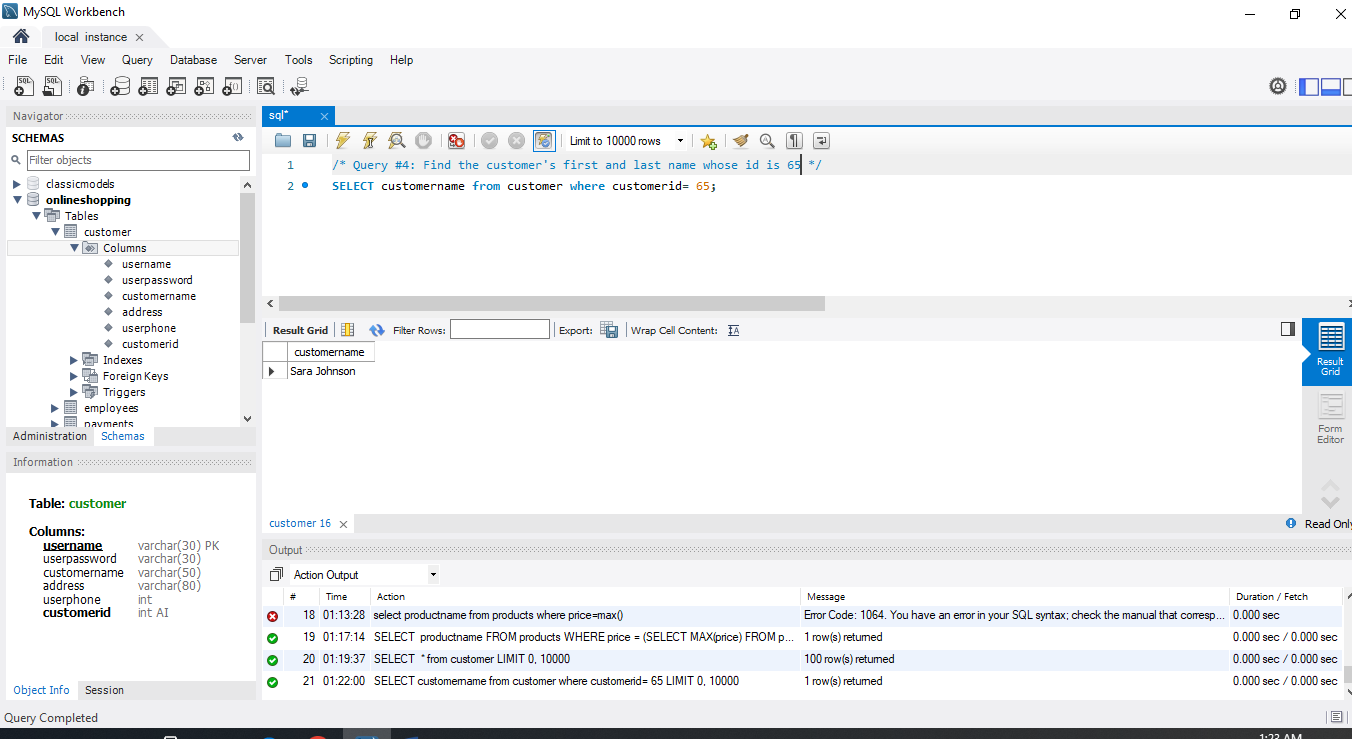 MySQL Workbench
local instance
File Edit View Query Database Server Tools Scripting Help
Navigator
SCHEMAS
Filter objects
classicmodels
onlineshopping
Tables
customer
Columns
username
userpassword
customername
address
userphone
customerid
Indexes
Foreign Keys
Triggers
employees
payments
Administration Schemas
Information
Table: customer
Columns:
username varchar(30) PK
userpassword varchar(30)
customername varchar(50)
address varchar(80)
userphone int
customerid int AI
Object Info Session
sql*
Limit to 10000 rows
1 /* Query #4: Find the customer's first and last name whose id is 65 */
2 SELECT customername from customer where customerid= 65;
Result Grid Filter Rows: Export: Wrap Cell Content:
customername
Sara Johnson
Result
Grid
Form
Editor
customer 16
Read Only
Output
Action Output
# Time Action Message Duration / Fetch
18 01:13:28 select productname from products where price=max() Error Code: 1064. You have an error in your SQL syntax; check the manual that corresp... 0.000 sec
19 01:17:14 SELECT productname FROM products WHERE price = (SELECT MAX(price) FROM p... 1 row(s) returned 0.000 sec / 0.000 sec
20 01:19:37 SELECT * from customer LIMIT 0, 10000 100 row(s) returned 0.000 sec / 0.000 sec
21 01:22:00 SELECT customername from customer where customerid= 65 LIMIT 0, 10000 1 row(s) returned 0.000 sec / 0.000 sec
Query Completed
1:23 AM